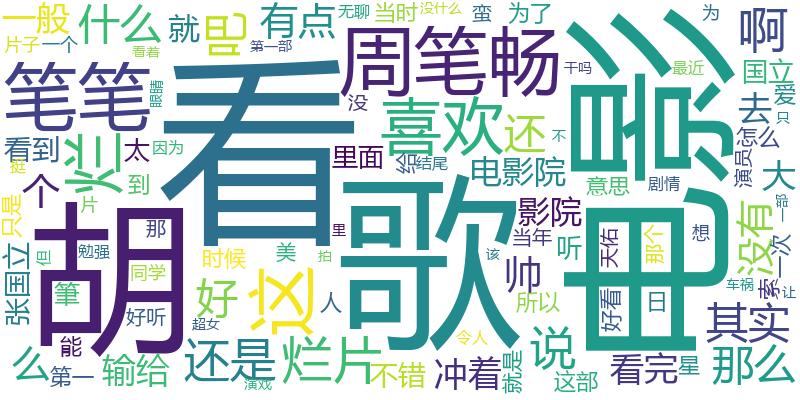 一般
什么
有点
无聊
当时
没什么
蛮
为了
为
片子
一个
就
吧
第一部
看着
周笔畅
啊
笔笔
看
眼睛
没
干吗
最近
国立
电影
喜欢
去
爱
只
看到
烂
太
因为
里面
给
结尾
还
不
怎么
演员
挺
个
到
电影院
意思
剧情
大
只是
片
胡
歌
影院
一部
那
里
当年
听
天佑
那个
想
没有
一次
张国立
但
勉强
时候
美
这
拍
该
帅
索
笔
同学
好
人
所以
好看
日
车祸
让
能
好听
超女
令人
其实
么
第一
输给
还是
烂片
不错
冲着
就是
说
这部
看完
星
那么
演戏